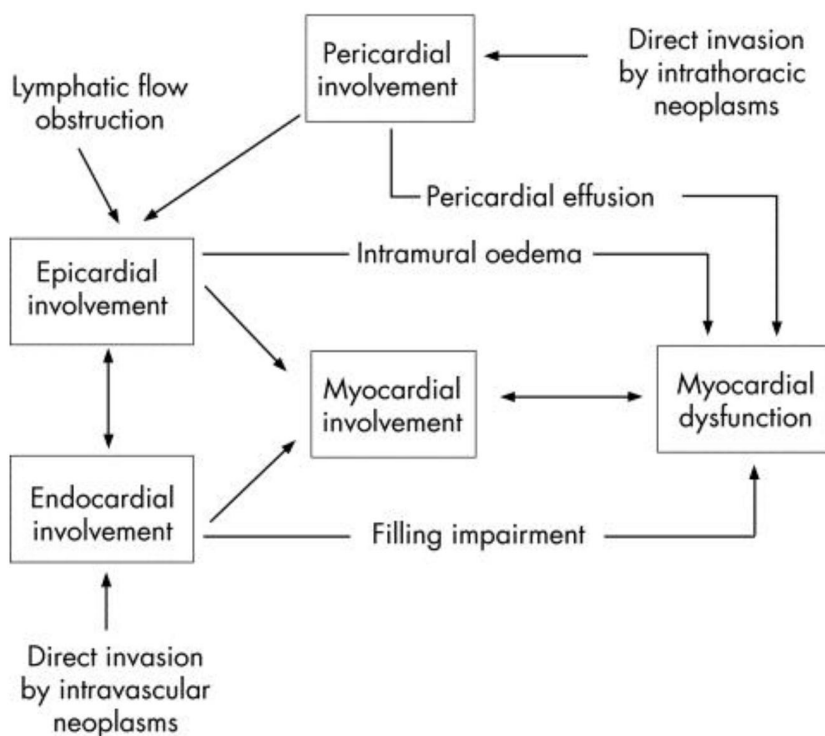 Pericardial
involvement
Direct invasion
by intrathoracic
neoplasms
Lymphatic flow
obstruction
Pericardial effusion
Epicardial
involvement
Intramural oedema
Myocardial
involvement
Myocardial
dysfunction
Endocardial
involvement
Filling impairment
Direct invasion
by intravascular
neoplasms